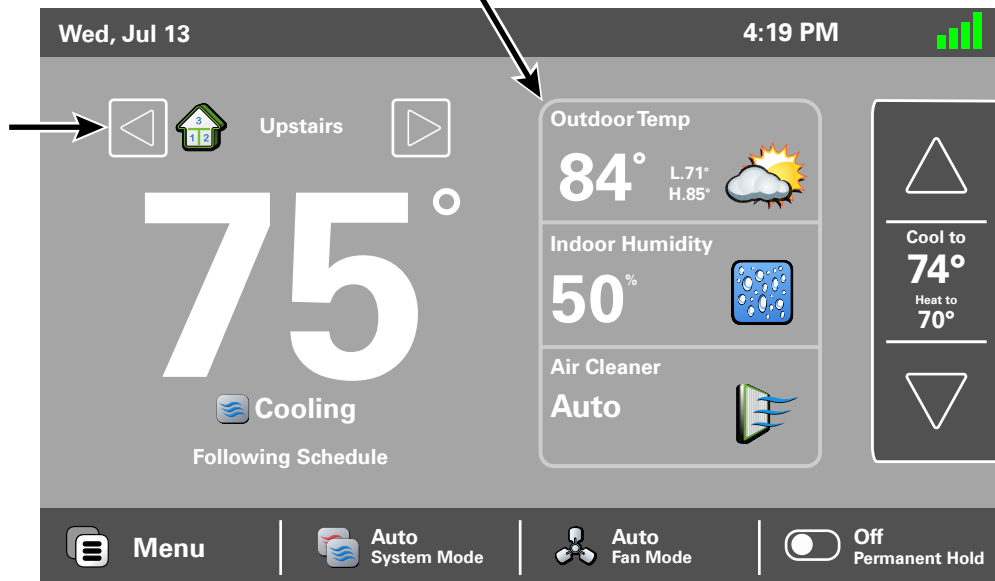 Wed, Jul 13
4:19 PM
3
1 2
Upstairs
75°
Cooling
Following Schedule
Outdoor Temp
84°
L.71°
H.85°
Indoor Humidity
50%
Air Cleaner
Auto
Cool to
74°
Heat to
70°
Menu
Auto
System Mode
Auto
Fan Mode
Off
Permanent Hold